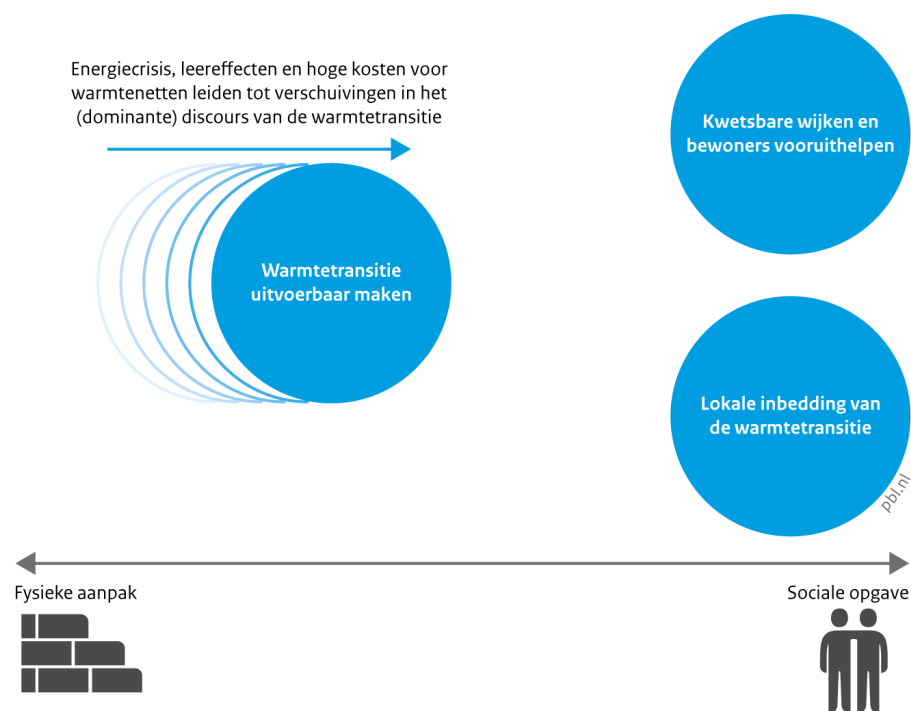 Energiecrisis, leereffecten en hoge kosten voor
warmtenetten leiden tot verschuivingen in het
(dominante) discours van de warmtetransitie
Kwetsbare wijken en
bewoners vooruithelpen
Warmtetransitie
uitvoerbaar maken
Lokale inbedding van
de warmtetransitie
pbl.nl
Fysieke aanpak
Sociale opgave